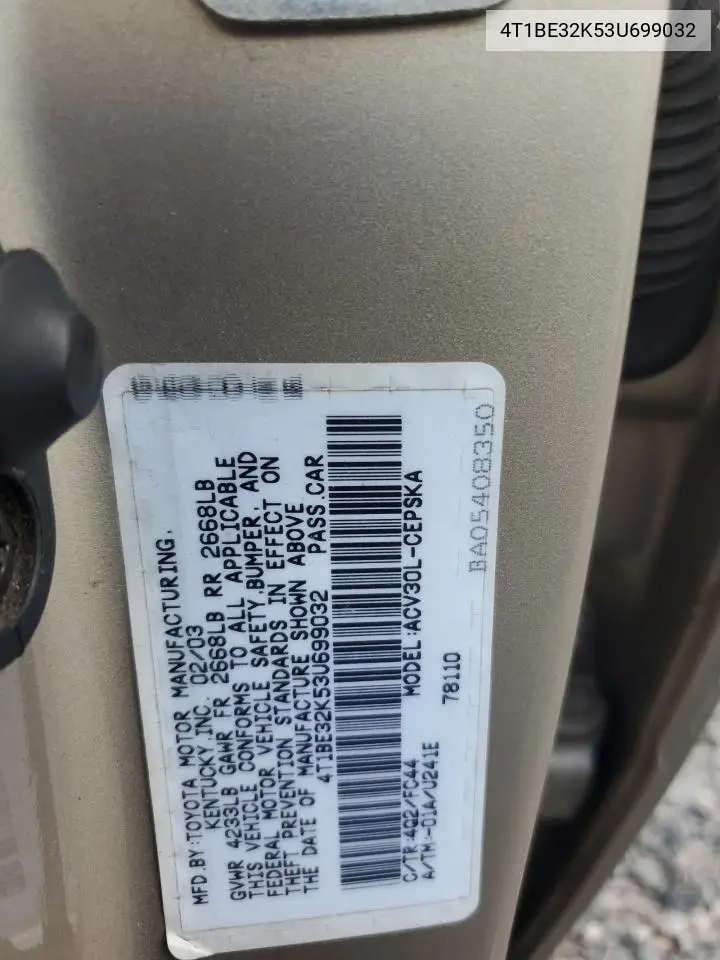 4T1BE32K53U699032
MFD.BY:TOYOTA MOTOR MANUFACTURING,
KENTUCKY INC. 02/03
GVWR 4233LB GAWR FR 2668LB RR 2668LB
THIS VEHICLE CONFORMS TO ALL APPLICABLE
FEDERAL MOTOR VEHICLE SAFETY,BUMPER, AND
THEFT PREVENTION STANDARDS IN EFFECT ON
THE DATE OF MANUFACTURE SHOWN ABOVE
4T1BE32K53U699032 PASS.CAR
C/TR:4Q2/FC44 MODEL:ACV30L-CEPSKA
A/TM:-01A/U241E
78110
BA05408350